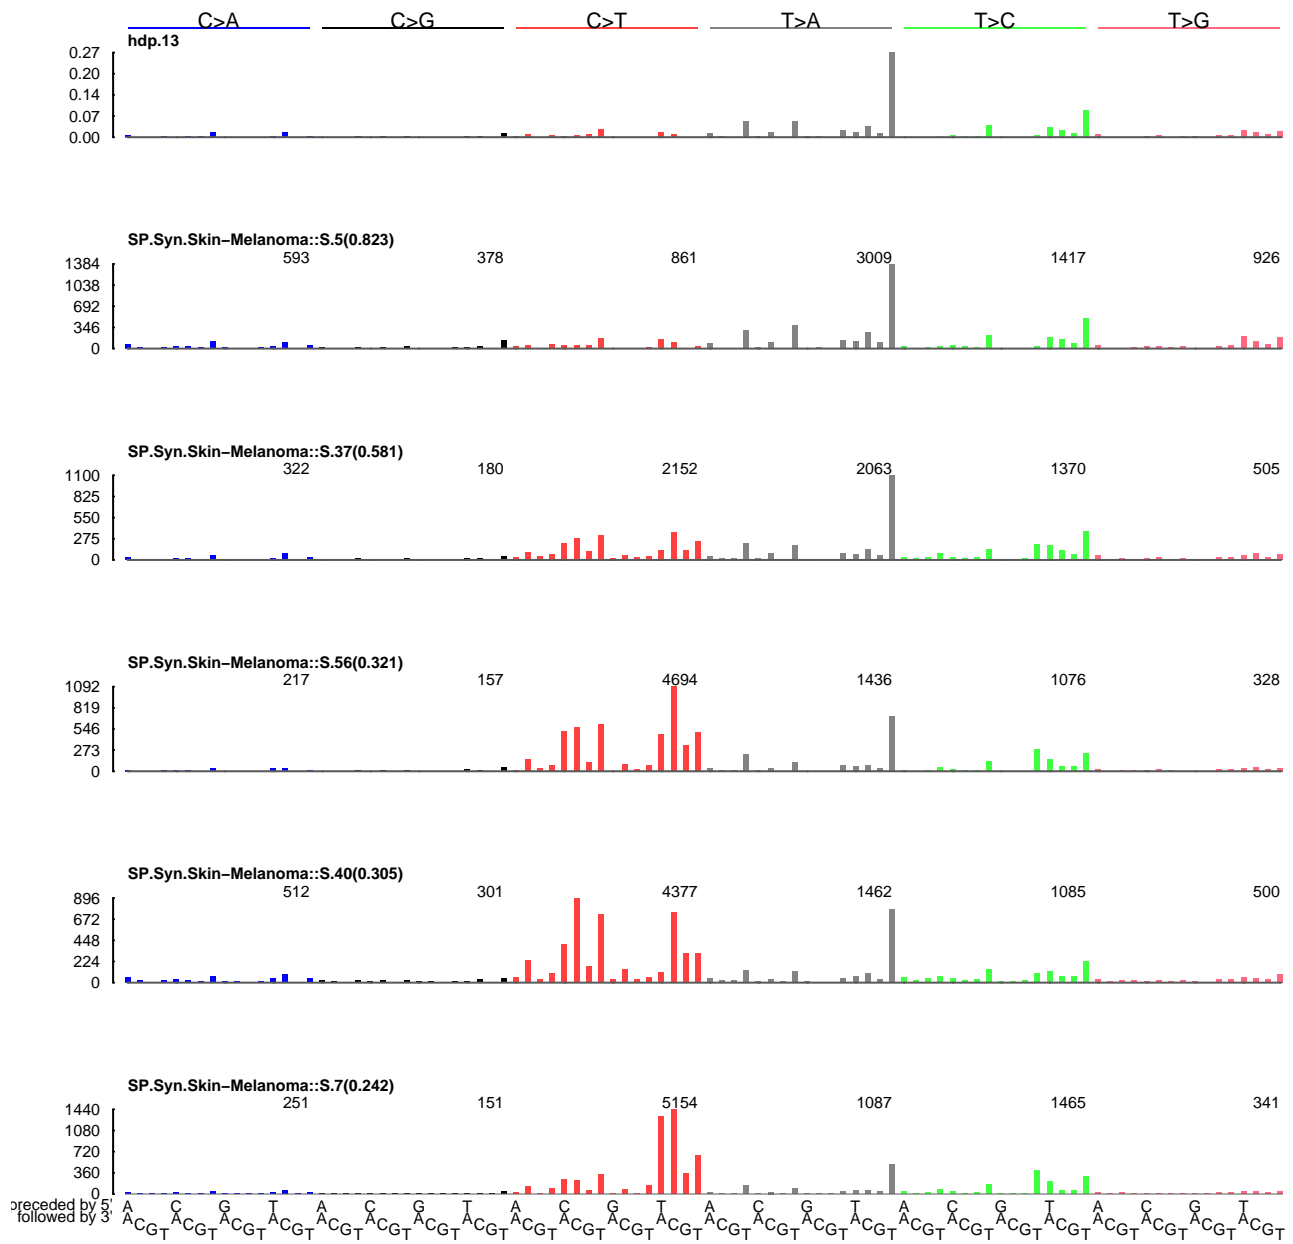 C>A C>G C>T T>A T>C T>G
hdp.13
0.27
0.20
0.14
0.07
0.00
SP.Syn.Skin−Melanoma::S.5(0.823)
593 378 861 3009 1417 926
1384
1038
692
346
0
SP.Syn.Skin−Melanoma::S.37(0.581)
322 180 2152 2063 1370 505
1100
825
550
275
0
SP.Syn.Skin−Melanoma::S.56(0.321)
217 157 4694 1436 1076 328
1092
819
546
273
0
SP.Syn.Skin−Melanoma::S.40(0.305)
512 301 4377 1462 1085 500
896
672
448
224
0
SP.Syn.Skin−Melanoma::S.7(0.242)
251 151 5154 1087 1465 341
1440
1080
720
360
0
preceded by 5' A C G T A C G T A C G T A C G T A C G T A C G T
followed by 3' A C G T A C G T A C G T A C G T A C G T A C G T A C G T A C G T A C G T A C G T A C G T A C G T A C G T A C G T A C G T A C G T A C G T A C G T A C G T A C G T A C G T A C G T A C G T A C G T